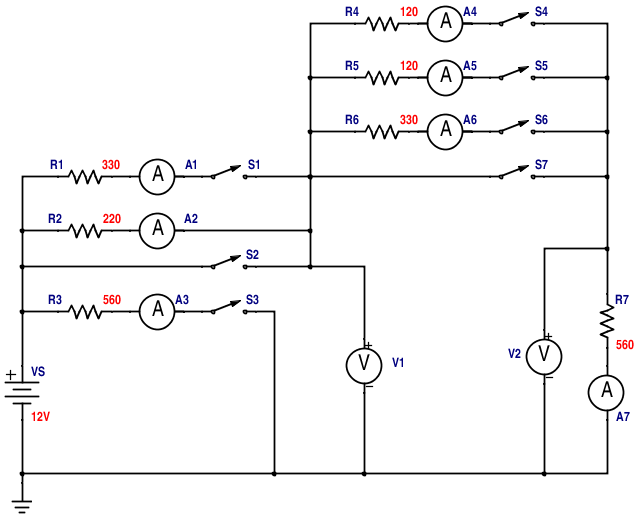 R4 120 A4 S4
A
R5 120 A5 S5
A
R6 330 A6 S6
A
R1 330 A1 S1 S7
A
R2 220 A2
A
S2
R3 560 A3 S3
A
R7
+ +
V2 V 560
V V1
- -
+ VS
A
12V
A7